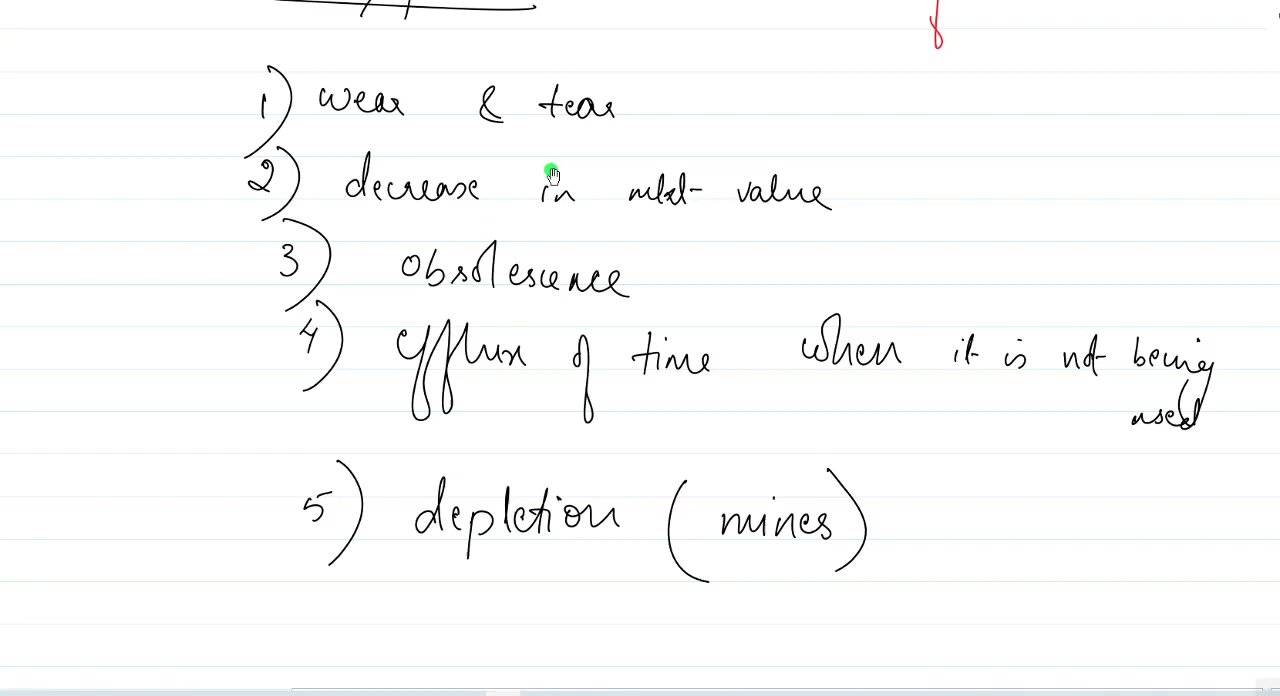 1) wear & tear
2) decrease in mkt value
3) obsolescence
4) efflux of time when it is not being
used
5) depletion (mines)